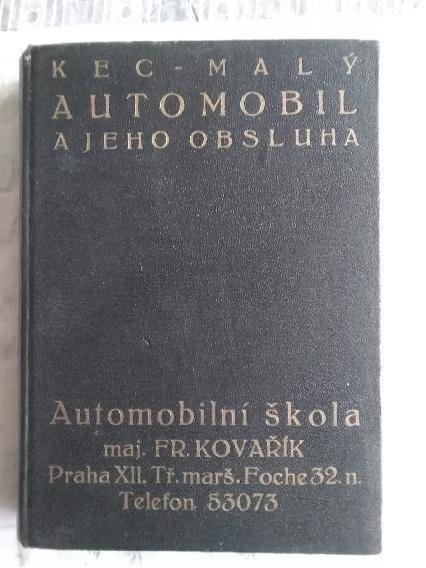 KEC-MALÝ
AUTOMOBIL
A JEHO OBSLUHA
Automobilní škola
maj. FR. KOVAŘÍK
Praha XII. Tř. marš. Foche 32. n.
Telefon 53073